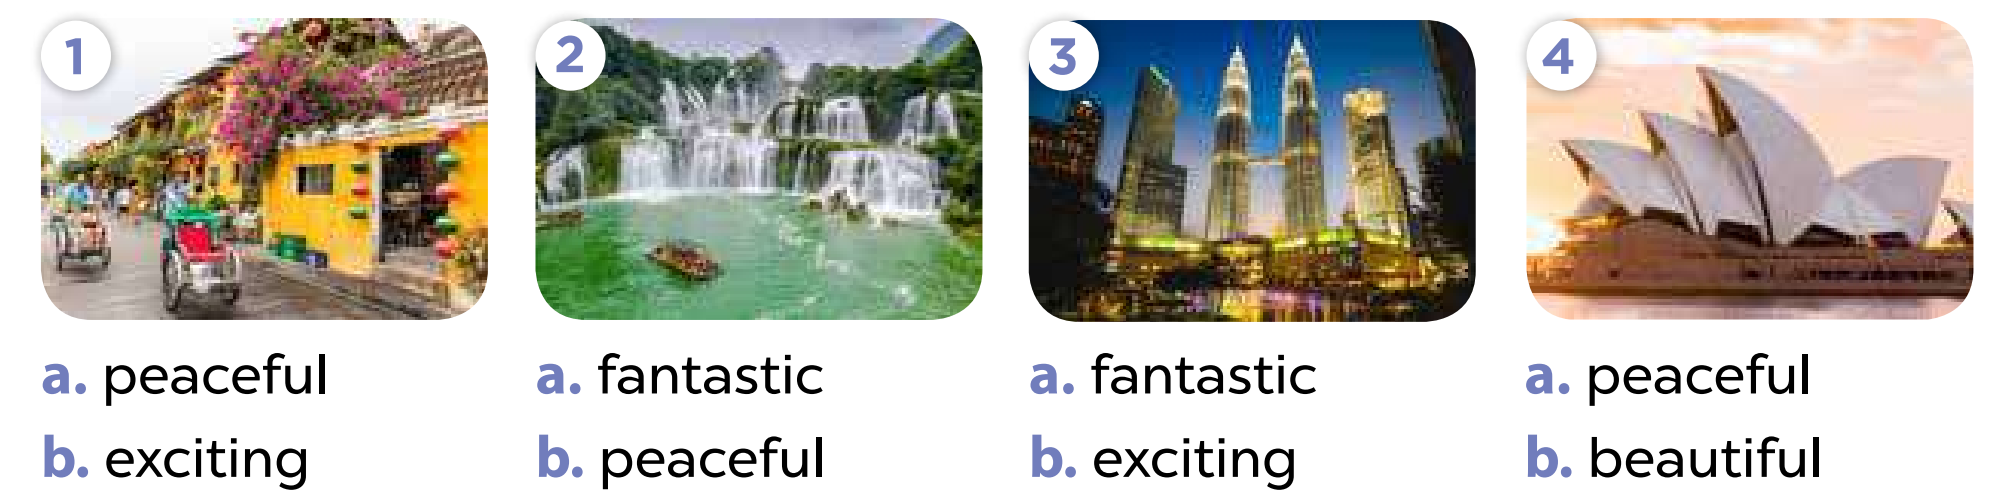 1
2
3
4
a. peaceful
b. exciting
a. fantastic
b. peaceful
a. fantastic
b. exciting
a. peaceful
b. beautiful